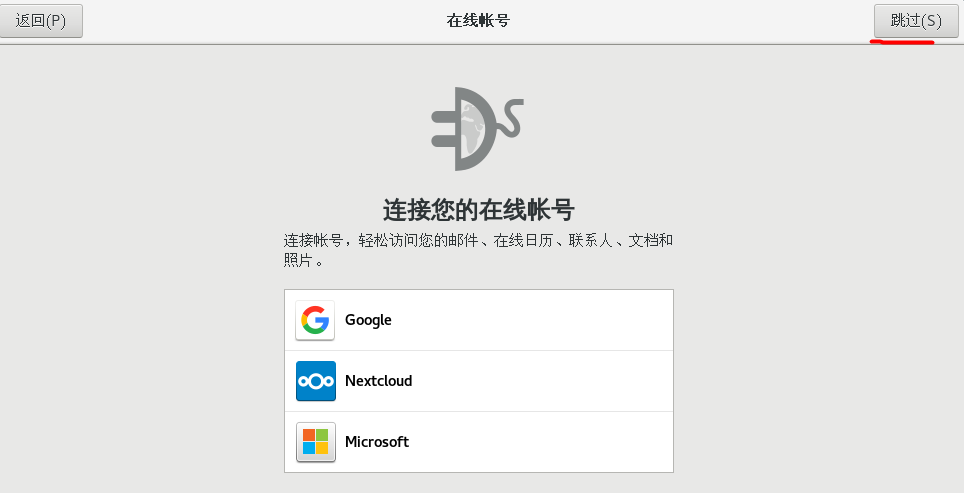 返回(P)
在线帐号
跳过(S)
连接您的在线帐号
连接帐号，轻松访问您的邮件、在线日历、联系人、文档和
照片。
Google
Nextcloud
Microsoft